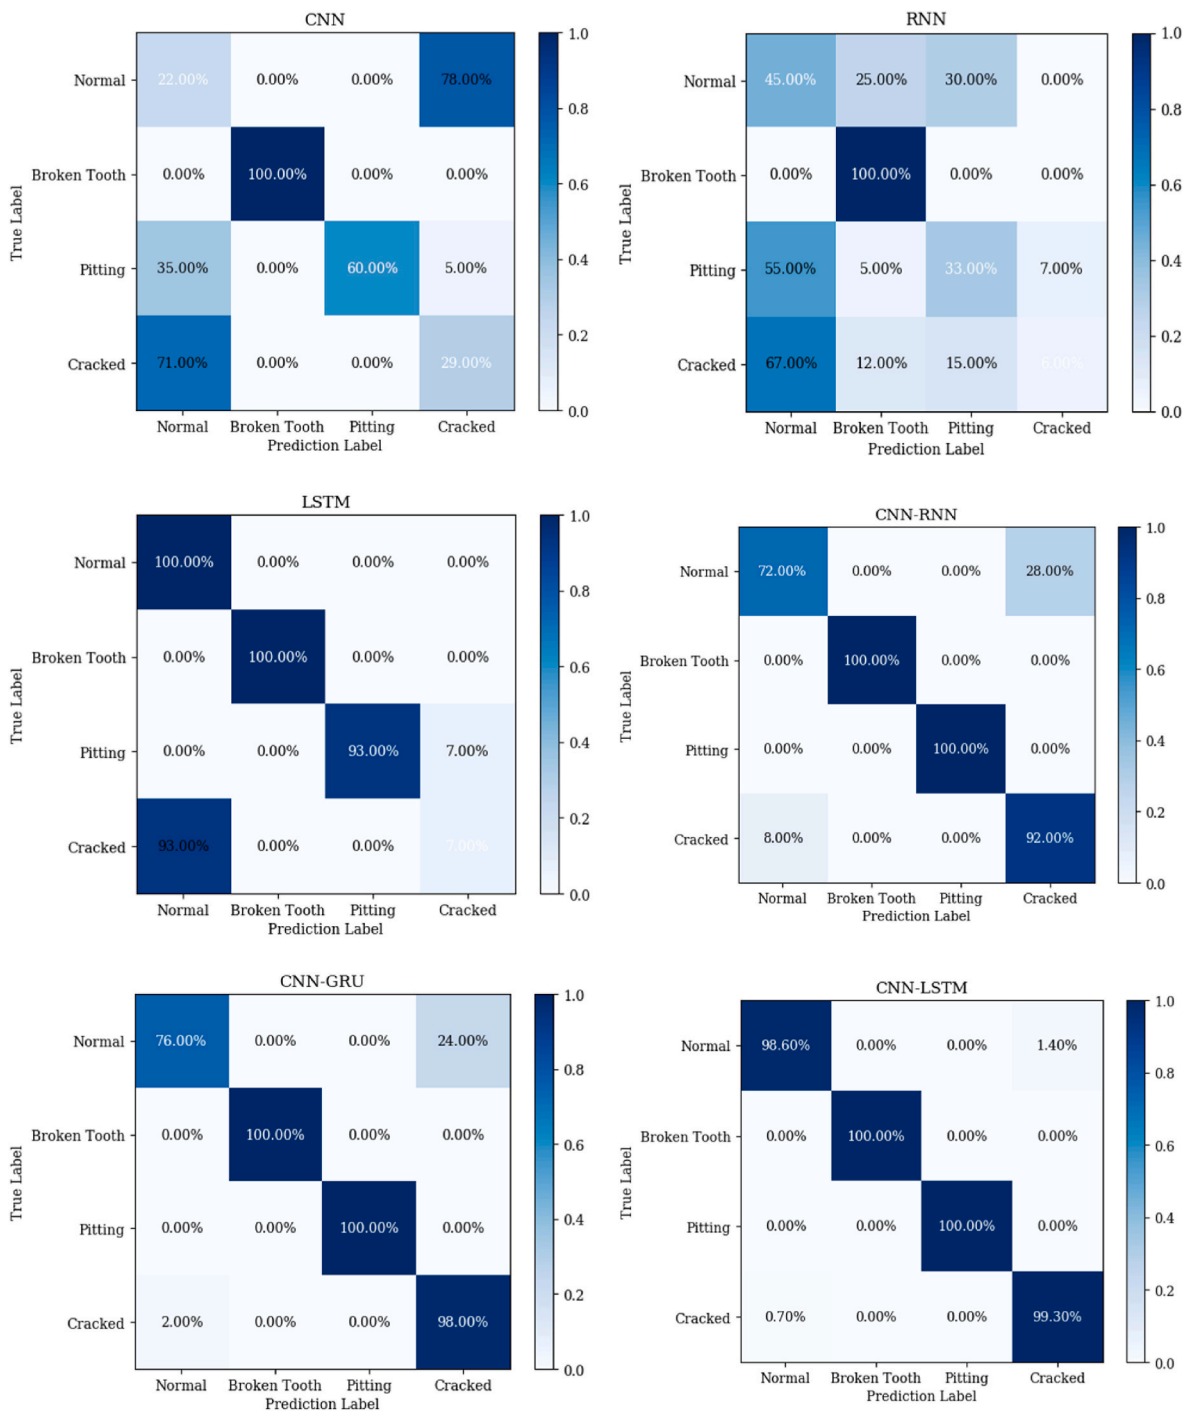 CNN
1.0
Normal 22.00% 0.00% 0.00% 78.00%
0.8
Broken Tooth 0.00% 100.00% 0.00% 0.00%
0.6
True Label
0.4
Pitting 35.00% 0.00% 60.00% 5.00%
0.2
Cracked 71.00% 0.00% 0.00% 29.00%
0.0
Normal Broken Tooth Pitting Cracked
Prediction Label
RNN
1.0
Normal 45.00% 25.00% 30.00% 0.00%
0.8
Broken Tooth 0.00% 100.00% 0.00% 0.00%
0.6
True Label
0.4
Pitting 55.00% 5.00% 33.00% 7.00%
0.2
Cracked 67.00% 12.00% 15.00% 6.00%
0.0
Normal Broken Tooth Pitting Cracked
Prediction Label
LSTM
1.0
Normal 100.00% 0.00% 0.00% 0.00%
0.8
Broken Tooth 0.00% 100.00% 0.00% 0.00%
0.6
True Label
0.4
Pitting 0.00% 0.00% 93.00% 7.00%
0.2
Cracked 93.00% 0.00% 0.00% 7.00%
0.0
Normal Broken Tooth Pitting Cracked
Prediction Label
CNN-RNN
1.0
Normal 72.00% 0.00% 0.00% 28.00%
0.8
Broken Tooth 0.00% 100.00% 0.00% 0.00%
0.6
True Label
0.4
Pitting 0.00% 0.00% 100.00% 0.00%
0.2
Cracked 8.00% 0.00% 0.00% 92.00%
0.0
Normal Broken Tooth Pitting Cracked
Prediction Label
CNN-GRU
1.0
Normal 76.00% 0.00% 0.00% 24.00%
0.8
Broken Tooth 0.00% 100.00% 0.00% 0.00%
0.6
True Label
0.4
Pitting 0.00% 0.00% 100.00% 0.00%
0.2
Cracked 2.00% 0.00% 0.00% 98.00%
0.0
Normal Broken Tooth Pitting Cracked
Prediction Label
CNN-LSTM
1.0
Normal 98.60% 0.00% 0.00% 1.40%
0.8
Broken Tooth 0.00% 100.00% 0.00% 0.00%
0.6
True Label
0.4
Pitting 0.00% 0.00% 100.00% 0.00%
0.2
Cracked 0.70% 0.00% 0.00% 99.30%
0.0
Normal Broken Tooth Pitting Cracked
Prediction Label